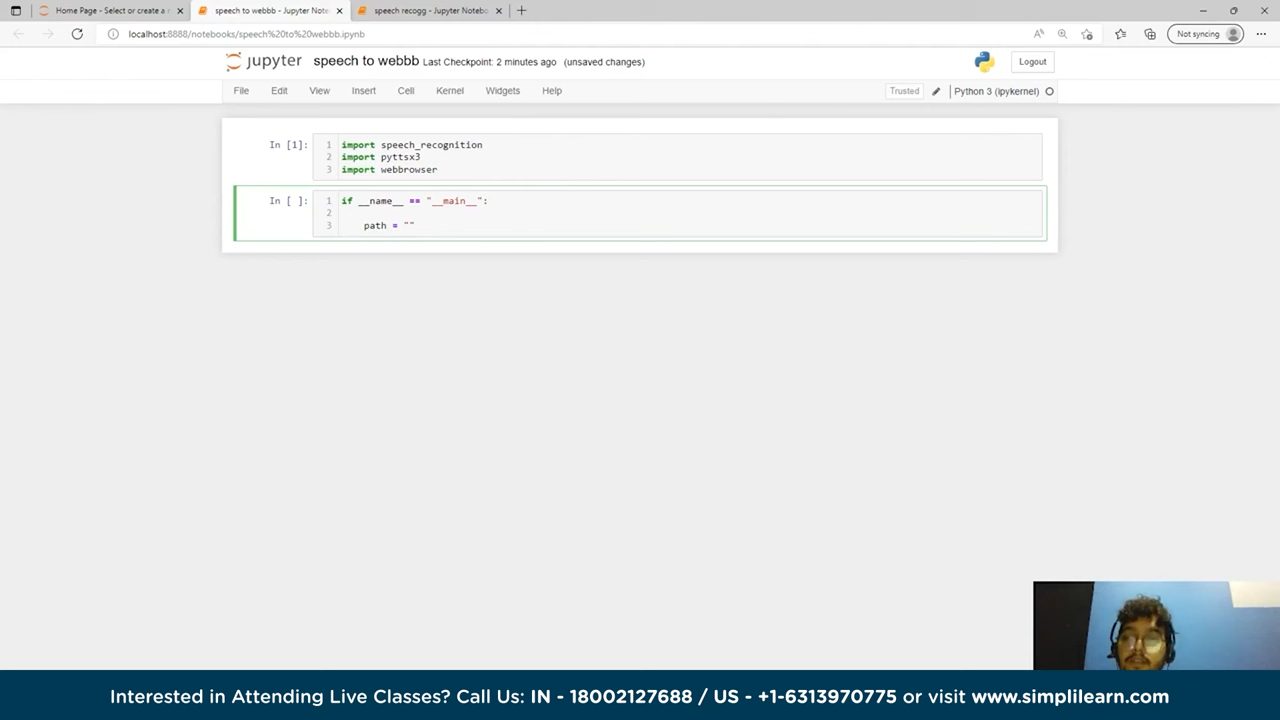 Home Page - Select or create a n
speech to webbb - Jupyter Note
speech recogg - Jupyter Notebo
localhost:8888/notebooks/speech%20to%20webbb.ipynb
Not syncing
jupyter speech to webbb Last Checkpoint: 2 minutes ago (unsaved changes)
Logout
File Edit View Insert Cell Kernel Widgets Help
Trusted
Python 3 (ipykernel)
In [1]:
1 import speech_recognition
2 import pyttsx3
3 import webbrowser
In [ ]:
1 if __name__ == "__main__":
2
3 path = ""
Interested in Attending Live Classes? Call Us: IN - 18002127688 / US - +1-6313970775 or visit www.simplilearn.com